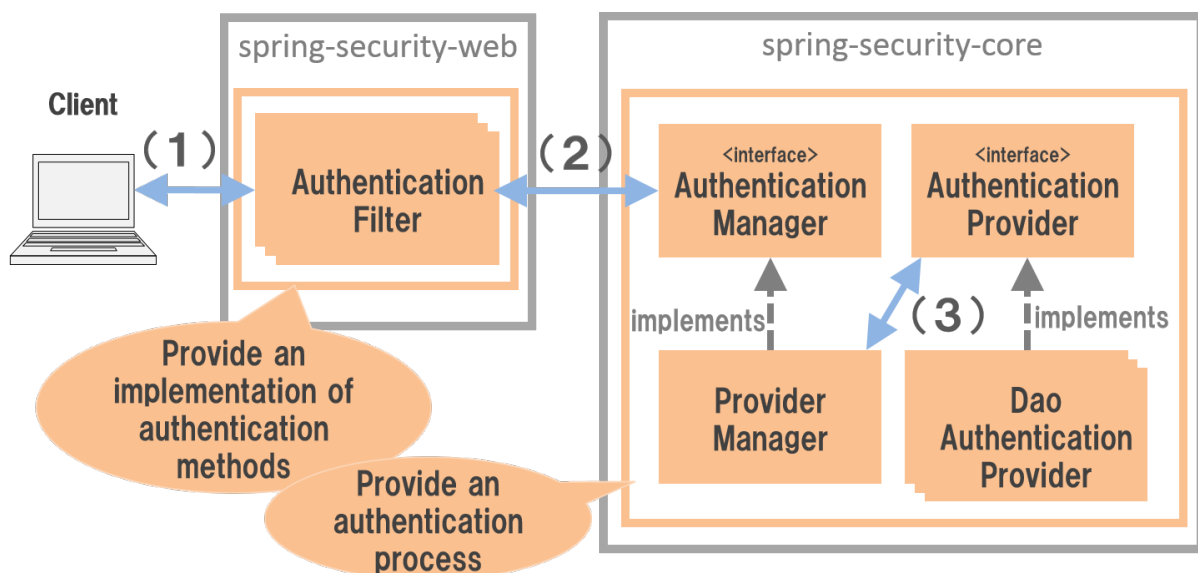 spring-security-web
spring-security-core
Client
(1)
(2)
Authentication
Filter
<interface>
Authentication
Manager
<interface>
Authentication
Provider
implements
(3)
implements
Provider
Manager
Dao
Authentication
Provider
Provide an
implementation of
authentication
methods
Provide an
authentication
process